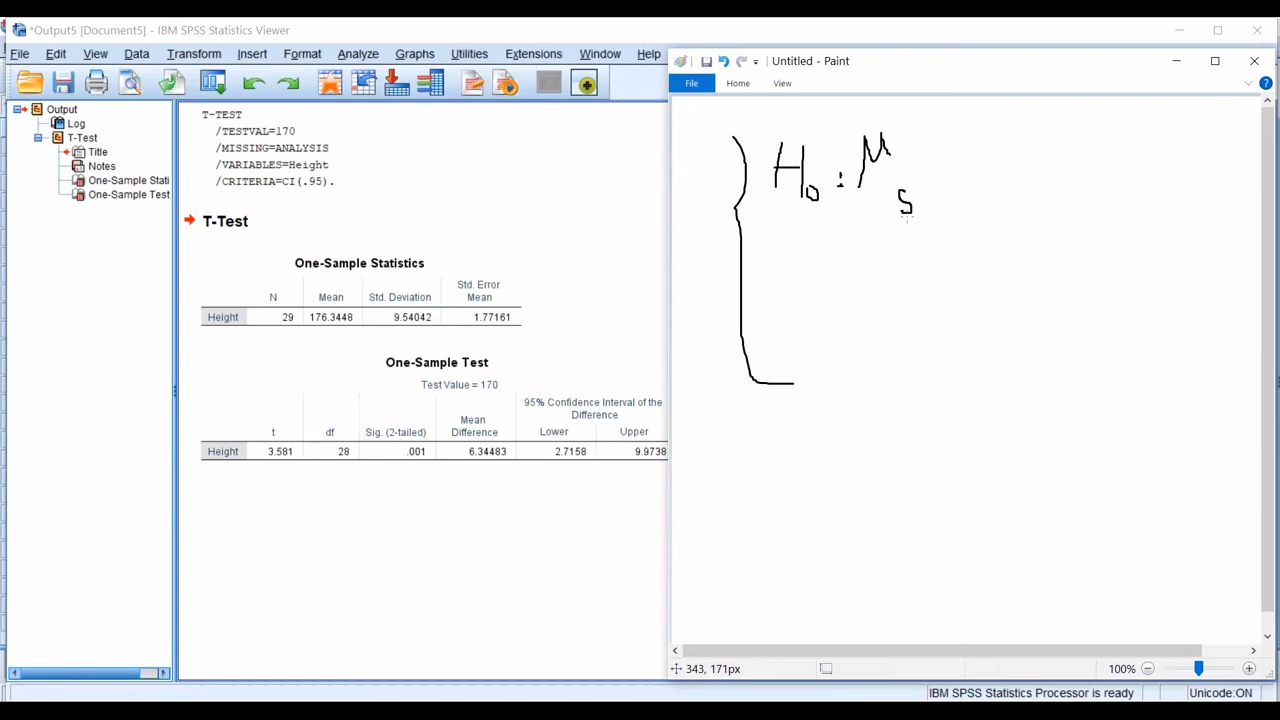 *Output5 [Document5] - IBM SPSS Statistics Viewer
File Edit View Data Transform Insert Format Analyze Graphs Utilities Extensions Window Help
Output
Log
T-Test
Title
Notes
One-Sample Stati
One-Sample Test
T-TEST
/TESTVAL=170
/MISSING=ANALYSIS
/VARIABLES=Height
/CRITERIA=CI(.95).
T-Test
One-Sample Statistics
N Mean Std. Deviation Std. Error Mean
Height 29 176.3448 9.54042 1.77161
One-Sample Test
Test Value = 170
95% Confidence Interval of the Difference
t df Sig. (2-tailed) Mean Difference Lower Upper
Height 3.581 28 .001 6.34483 2.7158 9.9738
Untitled - Paint
File Home View
H0 : μ s
343, 171px
100%
IBM SPSS Statistics Processor is ready Unicode:ON